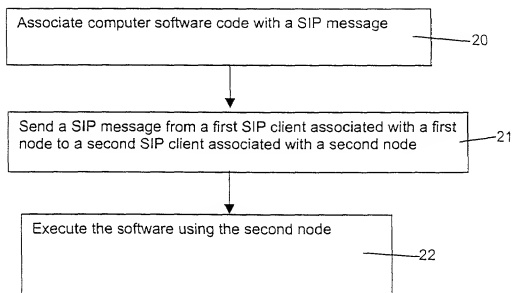 Associate computer software code with a SIP message
20
Send a SIP message from a first SIP client associated with a first
node to a second SIP client associated with a second node
21
Execute the software using the second node
22